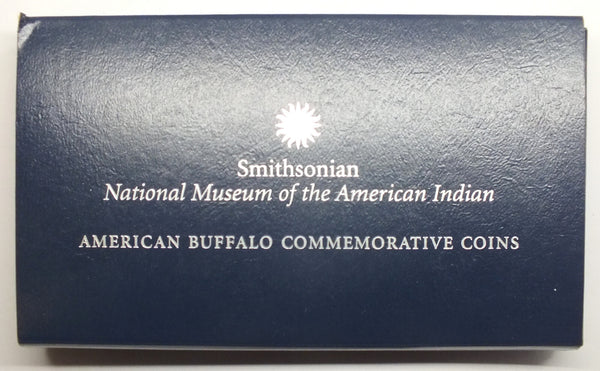 Smithsonian
National Museum of the American Indian
AMERICAN BUFFALO COMMEMORATIVE COINS